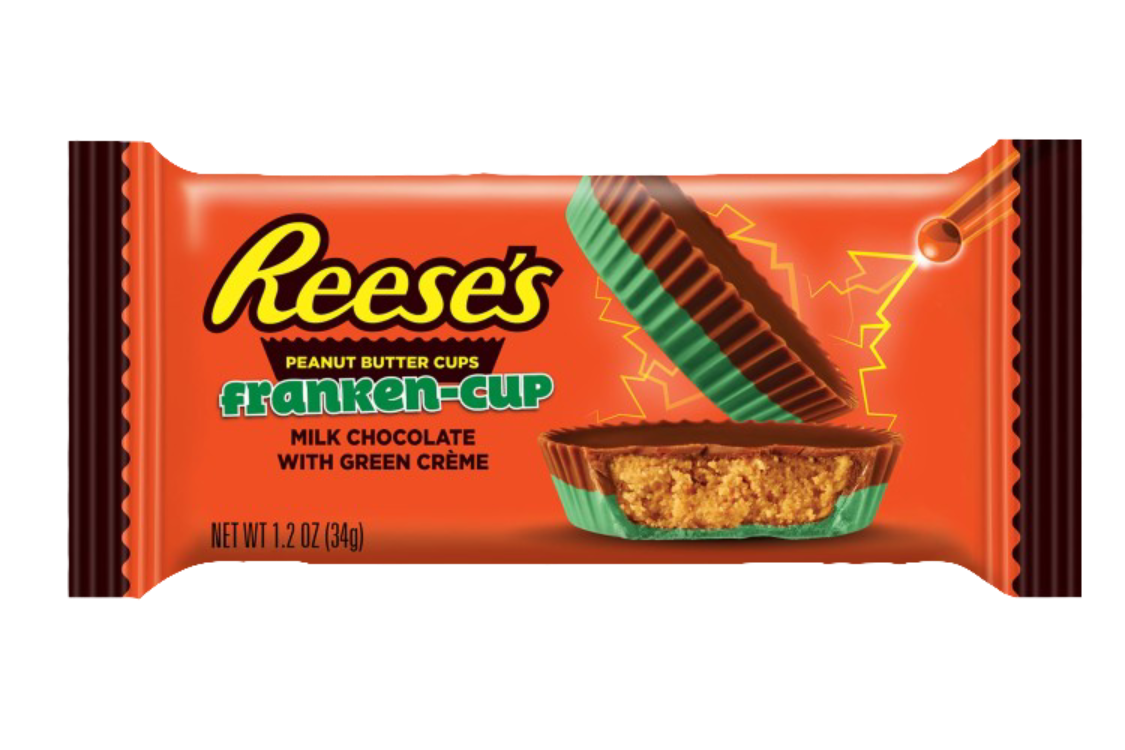 Reese's
PEANUT BUTTER CUPS
franken-cup
MILK CHOCOLATE
WITH GREEN CRÈME
NET WT 1.2 OZ (34g)